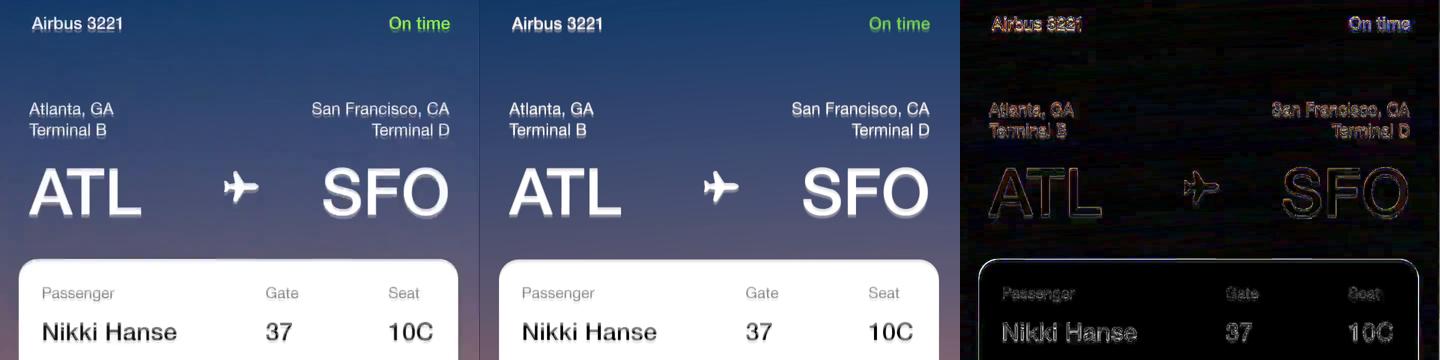 Airbus 3221 On time
Atlanta, GA San Francisco, CA
Terminal B Terminal D
ATL SFO
Passenger Gate Seat
Nikki Hanse 37 10C
Airbus 3221 On time
Atlanta, GA San Francisco, CA
Terminal B Terminal D
ATL SFO
Passenger Gate Seat
Nikki Hanse 37 10C
Airbus 3221 On time
Atlanta, GA San Francisco, CA
Terminal B Terminal D
ATL SFO
Passenger Gate Seat
Nikki Hanse 37 10C